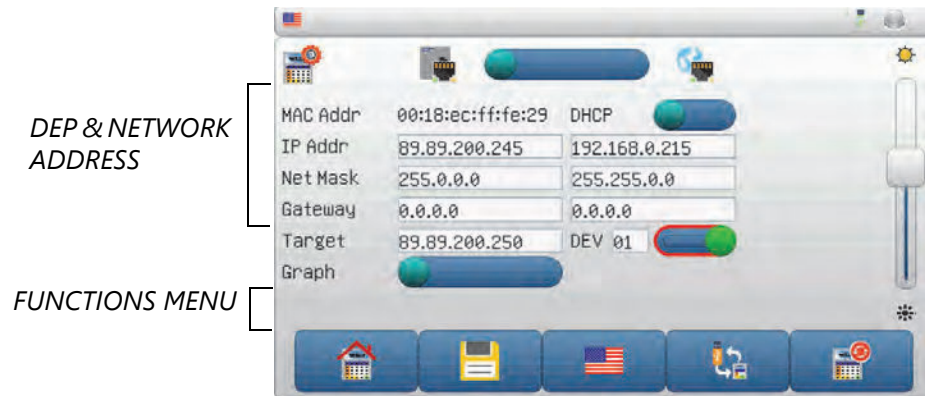 DEP & NETWORK
ADDRESS
FUNCTIONS MENU
MAC Addr 00:18:ec:ff:fe:29 DHCP
IP Addr 89.89.200.245 192.168.0.215
Net Mask 255.0.0.0 255.255.0.0
Gateway 0.0.0.0 0.0.0.0
Target 89.89.200.250 DEV 01
Graph